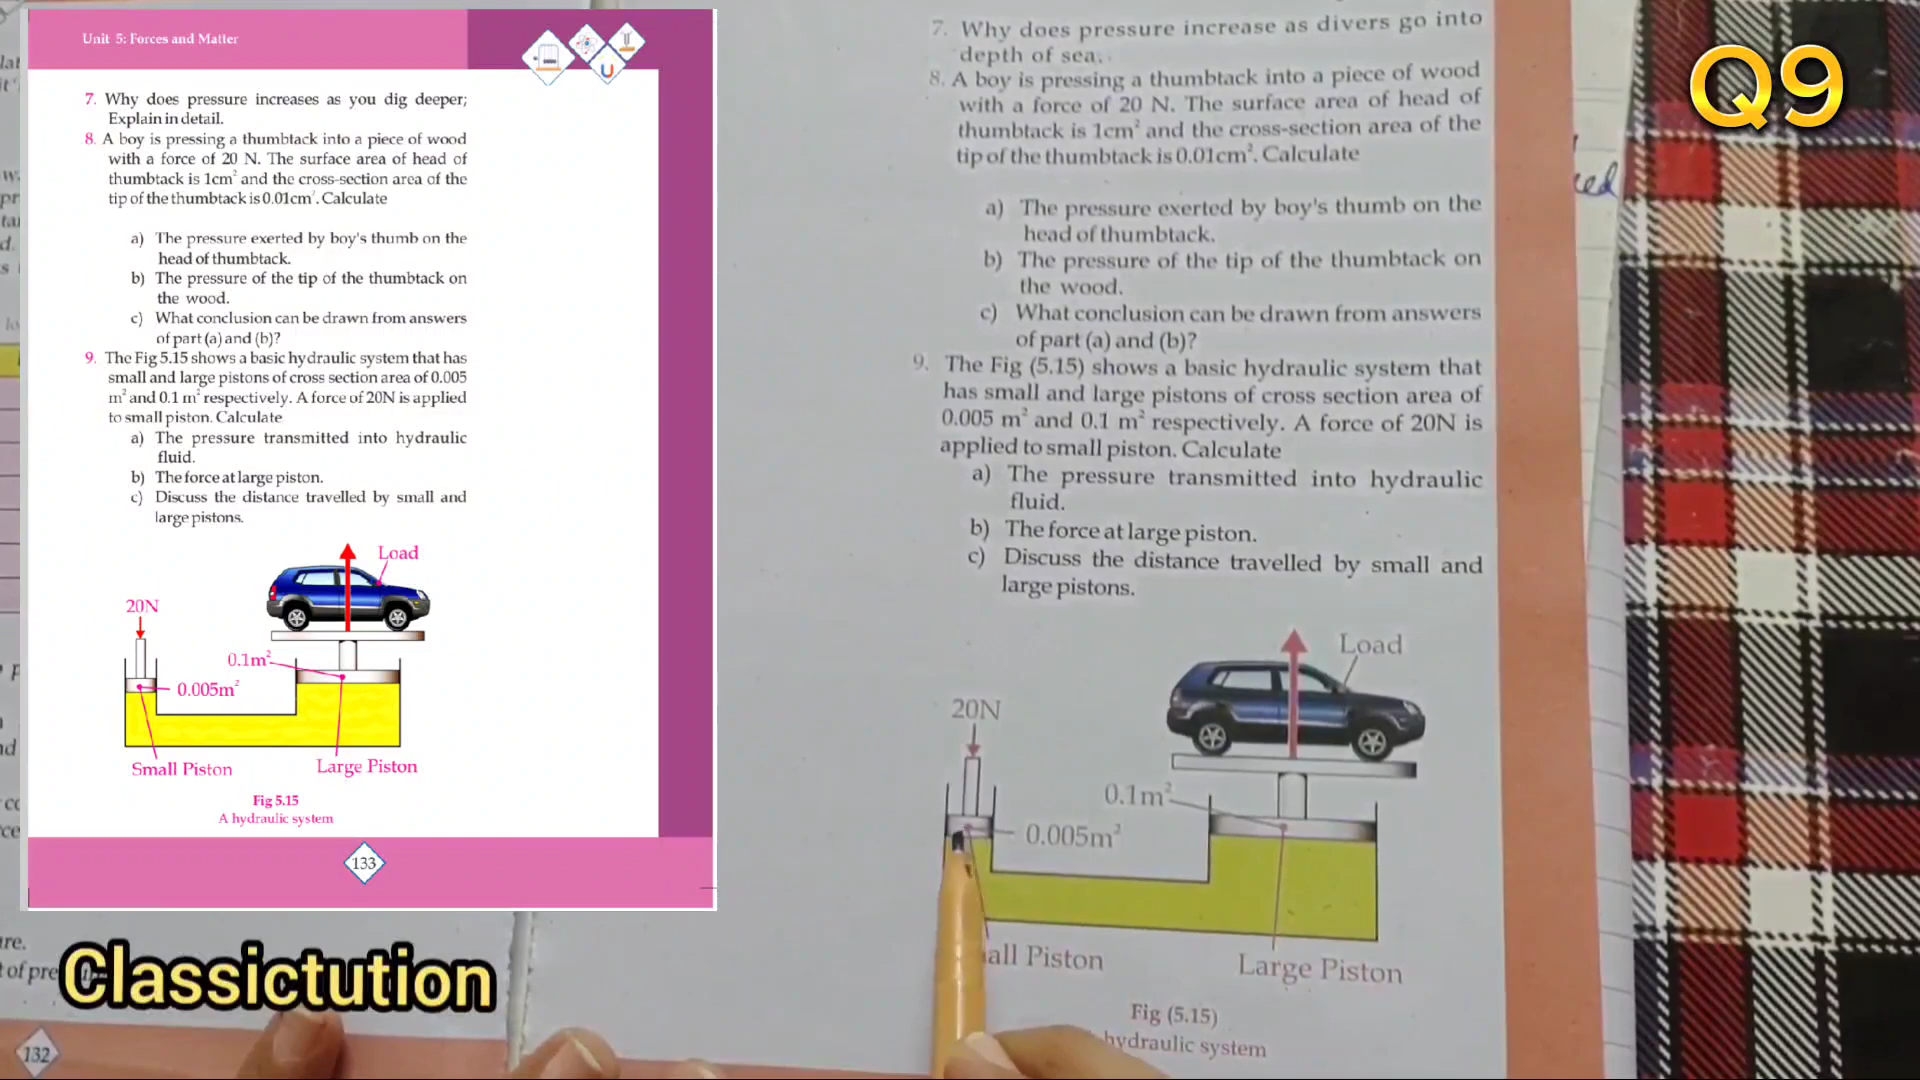 Unit 5: Forces and Matter
7. Why does pressure increases as you dig deeper;
Explain in detail.
8. A boy is pressing a thumbtack into a piece of wood
with a force of 20 N. The surface area of head of
thumbtack is 1cm² and the cross-section area of the
tip of the thumbtack is 0.01cm². Calculate
a) The pressure exerted by boy's thumb on the
head of thumbtack.
b) The pressure of the tip of the thumbtack on
the wood.
c) What conclusion can be drawn from answers
of part (a) and (b)?
9. The Fig 5.15 shows a basic hydraulic system that has
small and large pistons of cross section area of 0.005
m² and 0.1 m² respectively. A force of 20N is applied
to small piston. Calculate
a) The pressure transmitted into hydraulic
fluid.
b) The force at large piston.
c) Discuss the distance travelled by small and
large pistons.
Load
20N
0.1m²
0.005m²
Small Piston
Large Piston
Fig 5.15
A hydraulic system
133
Classictution
132
7. Why does pressure increase as divers go into
depth of sea.
8. A boy is pressing a thumbtack into a piece of wood
with a force of 20 N. The surface area of head of
thumbtack is 1cm² and the cross-section area of the
tip of the thumbtack is 0.01cm². Calculate
a) The pressure exerted by boy's thumb on the
head of thumbtack.
b) The pressure of the tip of the thumbtack on
the wood.
c) What conclusion can be drawn from answers
of part (a) and (b)?
9. The Fig (5.15) shows a basic hydraulic system that
has small and large pistons of cross section area of
0.005 m² and 0.1 m² respectively. A force of 20N is
applied to small piston. Calculate
a) The pressure transmitted into hydraulic
fluid.
b) The force at large piston.
c) Discuss the distance travelled by small and
large pistons.
Load
20N
0.1m²
0.005m²
all Piston
Large Piston
Fig (5.15)
hydraulic system
Q9